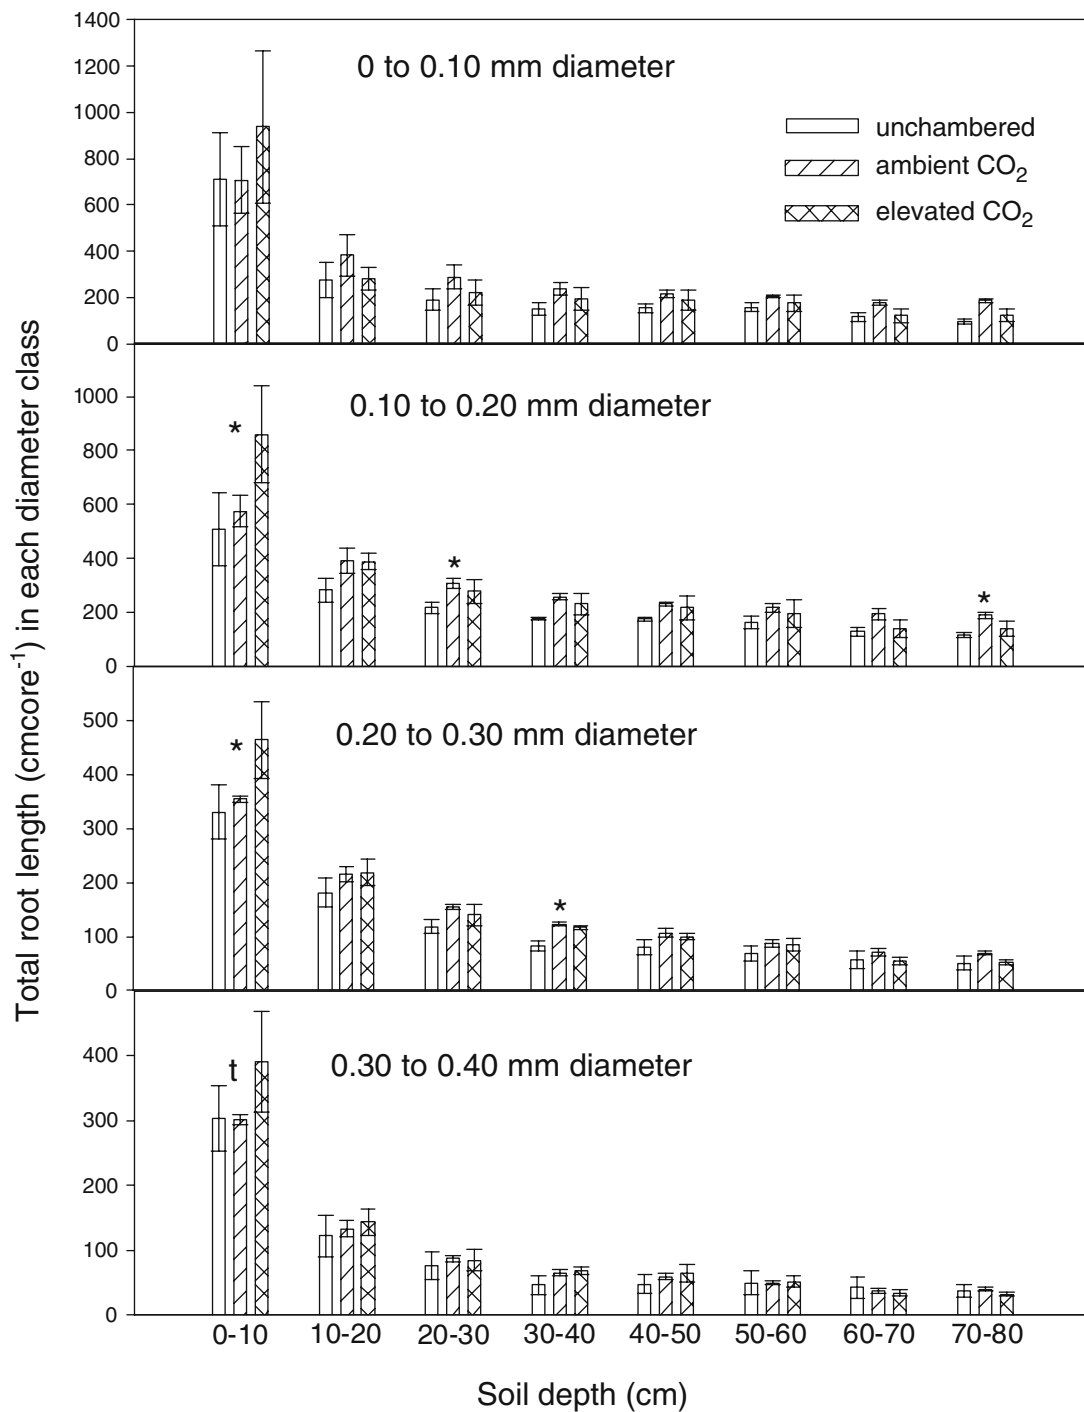 Total root length (cmcore-1) in each diameter class
1400
1200
1000
800
600
400
200
0
0 to 0.10 mm diameter
unchambered
ambient CO2
elevated CO2
1000
800
600
400
200
0
0.10 to 0.20 mm diameter
*
*
*
500
400
300
200
100
0
0.20 to 0.30 mm diameter
*
*
400
300
200
100
0
0.30 to 0.40 mm diameter
t
0-10 10-20 20-30 30-40 40-50 50-60 60-70 70-80
Soil depth (cm)